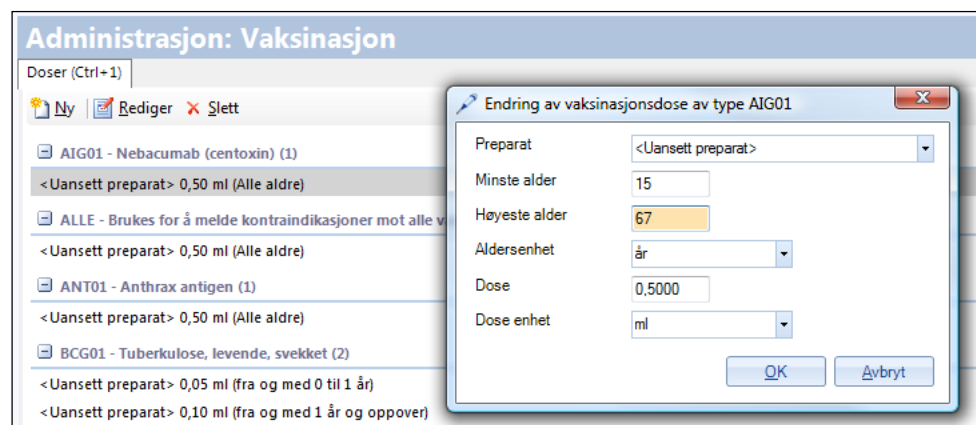 Administrasjon: Vaksinasjon
Doser (Ctrl+1)
Ny Rediger Slett
AIG01 - Nebacumab (centoxin) (1)
<Uansett preparat> 0,50 ml (Alle aldre)
ALLE - Brukes for å melde kontraindikasjoner mot alle
<Uansett preparat> 0,50 ml (Alle aldre)
ANT01 - Anthrax antigen (1)
<Uansett preparat> 0,50 ml (Alle aldre)
BCG01 - Tuberkulose, levende, svekket (2)
<Uansett preparat> 0,05 ml (fra og med 0 til 1 år)
<Uansett preparat> 0,10 ml (fra og med 1 år og oppover)
Endring av vaksinasjonsdose av type AIG01
Preparat <Uansett preparat>
Minste alder 15
Høyeste alder 67
Aldersenhet år
Dose 0,5000
Dose enhet ml
OK Avbryt